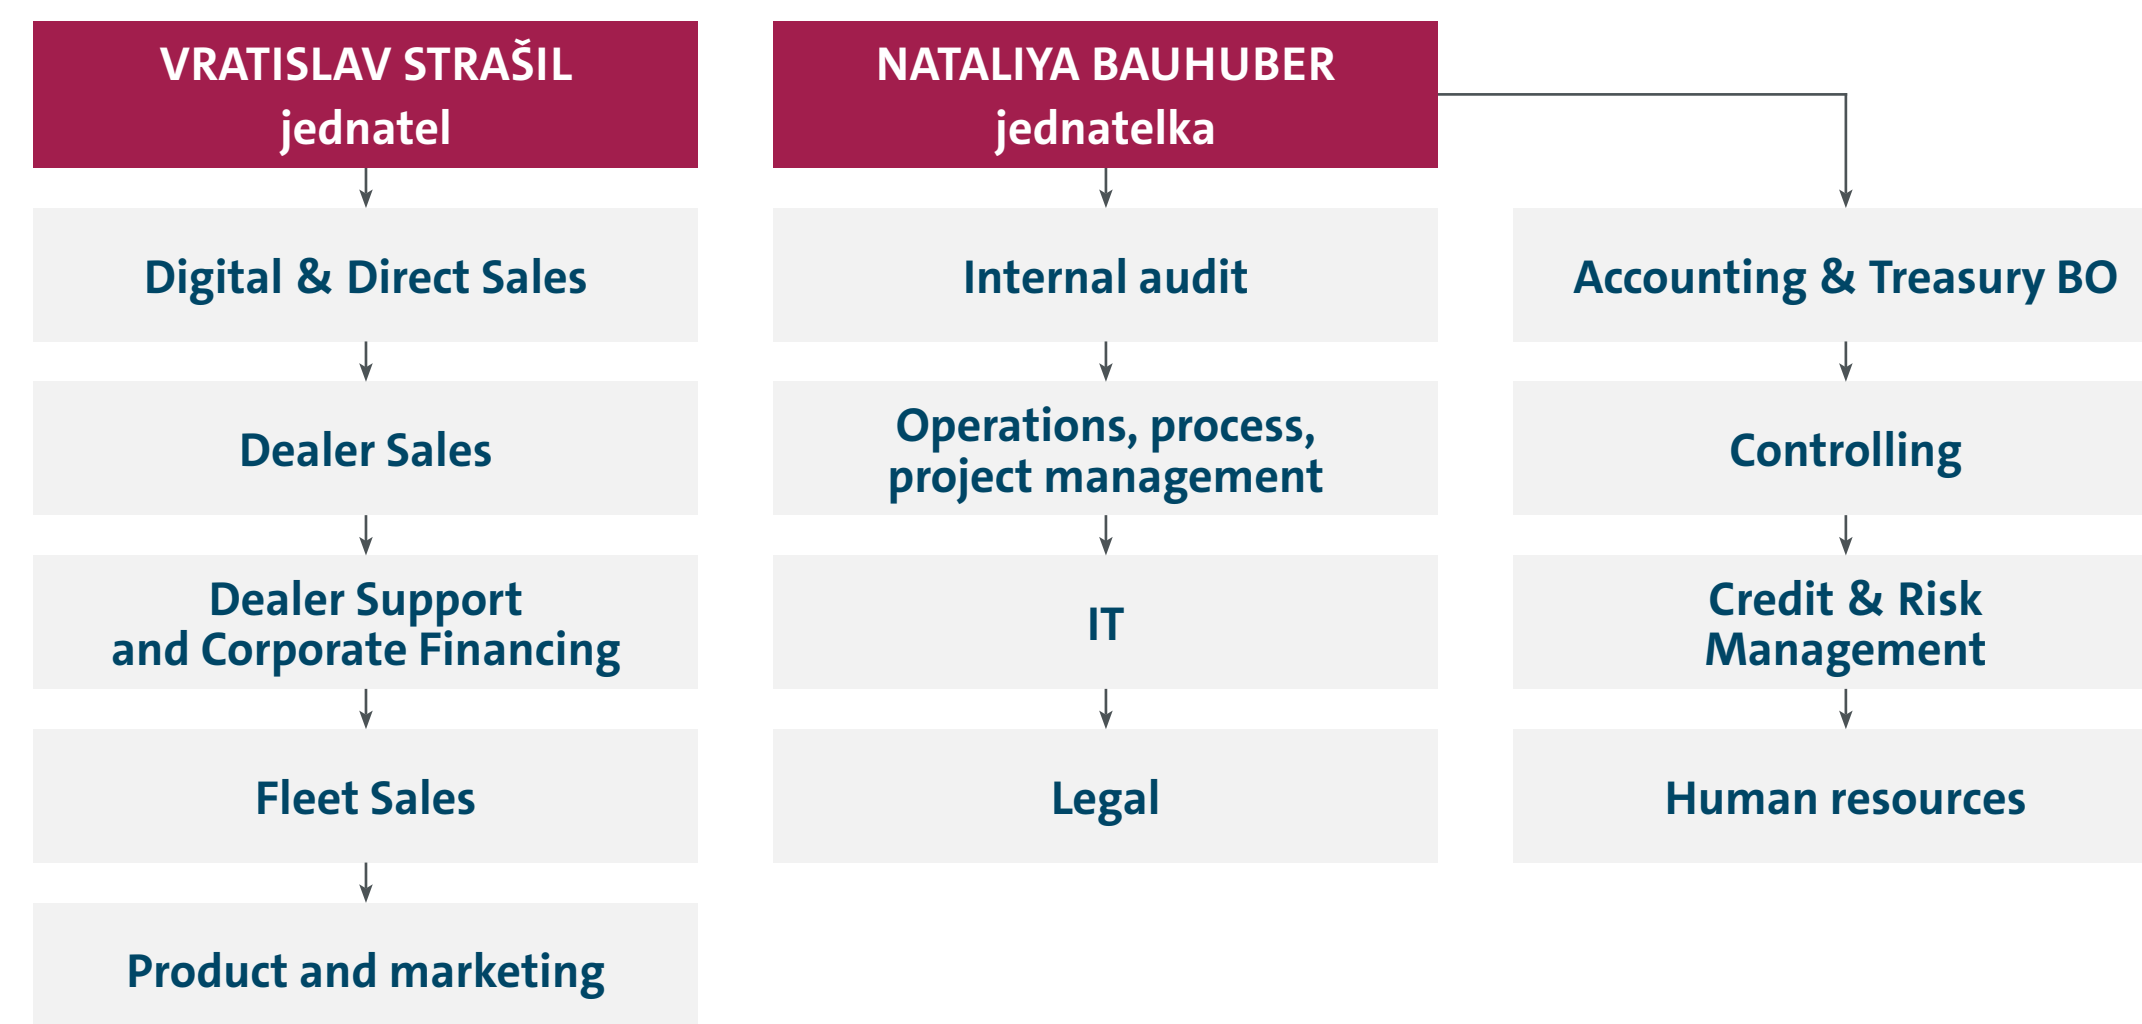 VRATISLAV STRAŠIL
jednatel
Digital & Direct Sales
Dealer Sales
Dealer Support
and Corporate Financing
Fleet Sales
Product and marketing
NATALIYA BAUHUBER
jednatelka
Internal audit
Operations, process,
project management
IT
Legal
Accounting & Treasury BO
Controlling
Credit & Risk
Management
Human resources